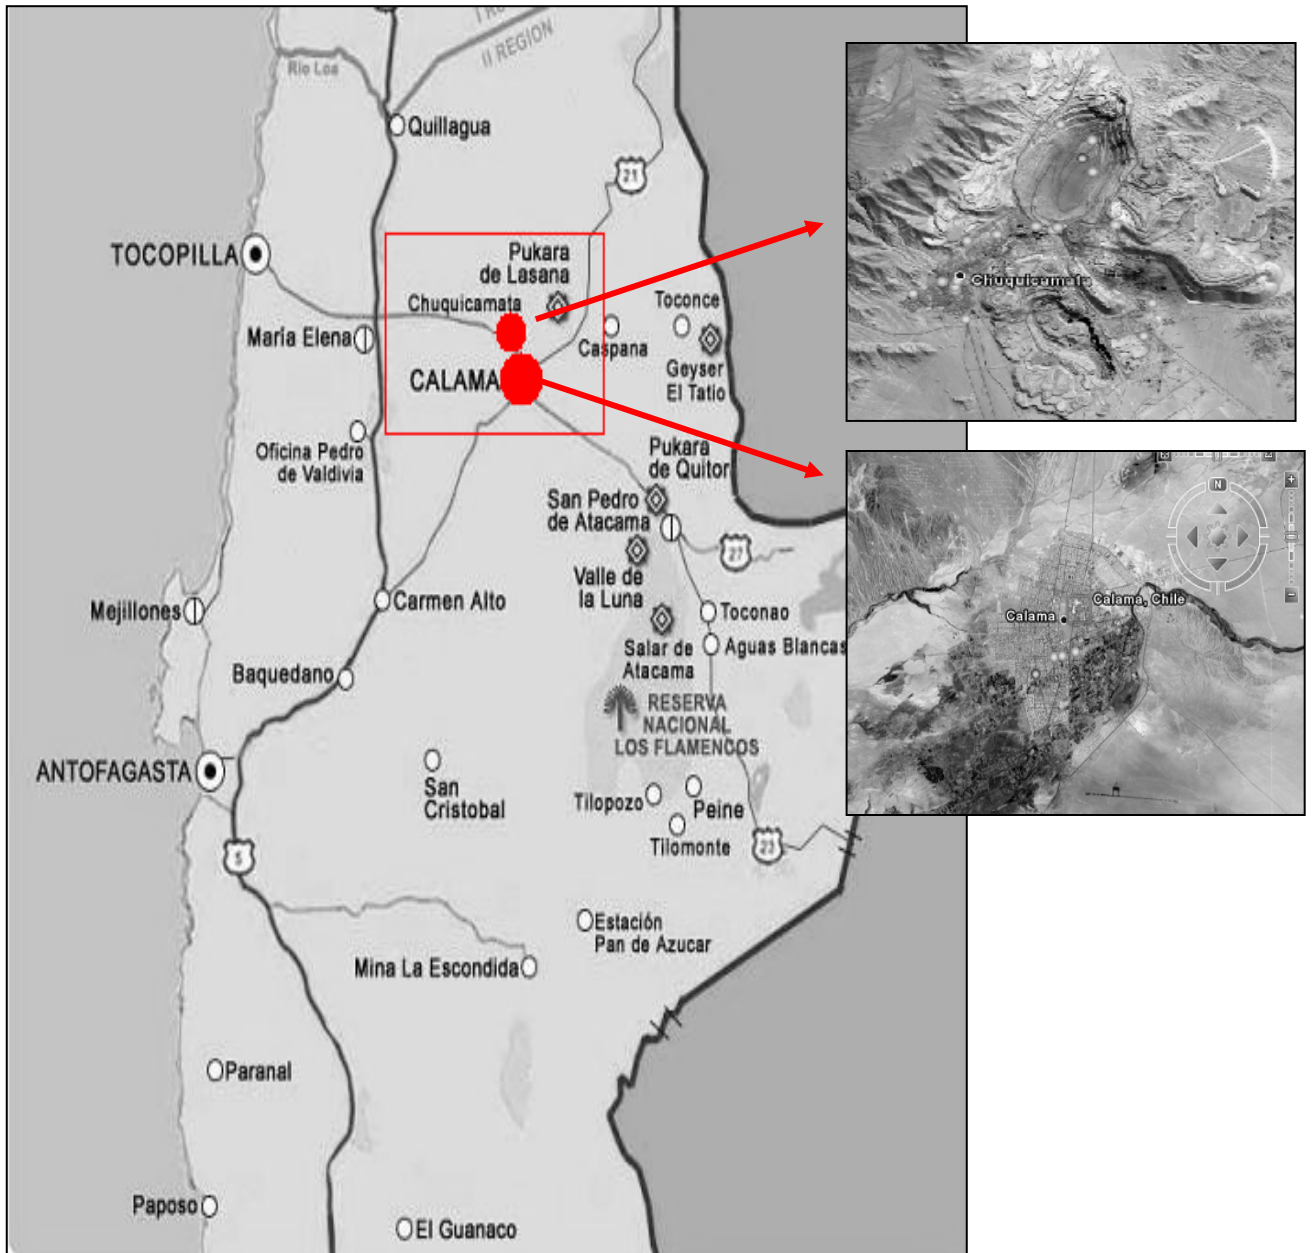 II REGION
Rio Loa
Quillagua
21
TOCOPILLA
Pukara
de Lasana
Chuquicamata
Toconce
María Elena
Caspana
CALAMA
Geyser
El Tatio
Oficina Pedro
de Valdivia
Pukara
de Quitor
San Pedro
de Atacama
27
Valle de
la Luna
Mejillones
Carmen Alto
Toconao
Salar de
Atacama
Aguas Blancas
Baquedano
RESERVA
NACIONAL
LOS FLAMENCOS
ANTOFAGASTA
San
Cristobal
Tilopozo
Peine
Tilomonte
23
5
Estación
Pan de Azucar
Mina La Escondida
Paranal
Paposo
El Guanaco
Chuquicamata
N
Calama
Calama, Chile